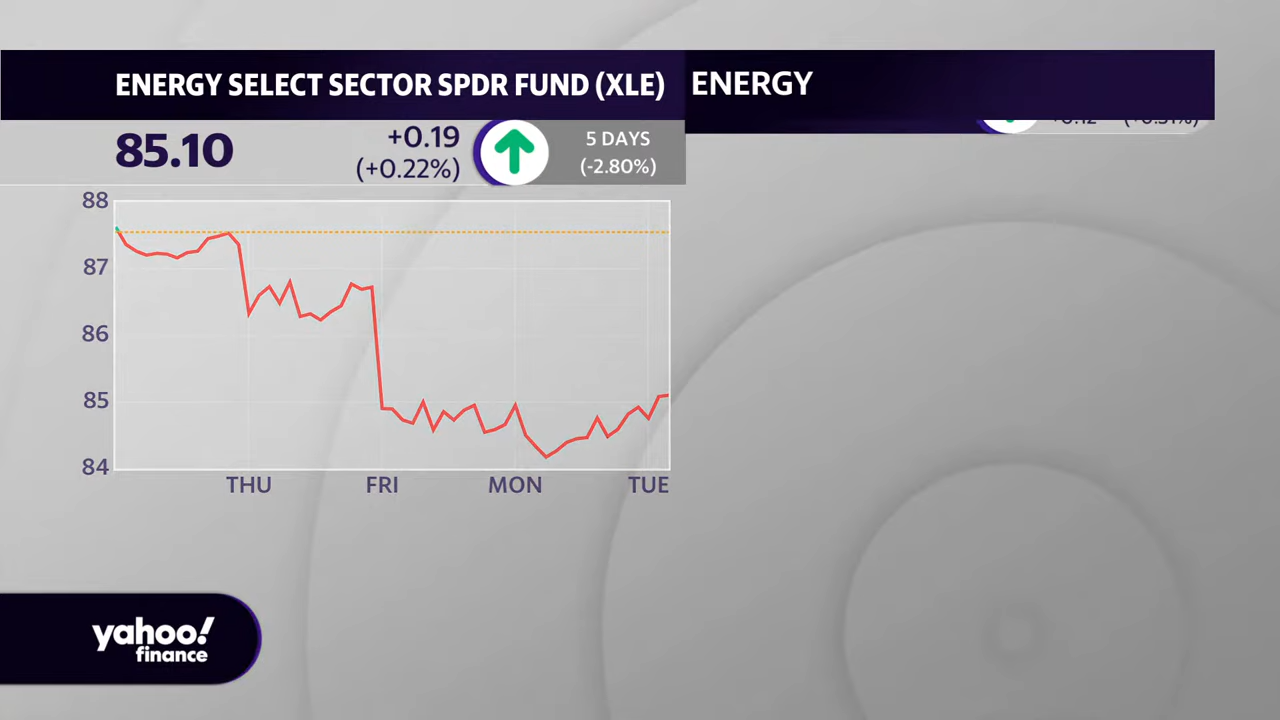 ENERGY SELECT SECTOR SPDR FUND (XLE)
ENERGY
85.10
+0.19
(+0.22%)
5 DAYS
(-2.80%)
88
87
86
85
84
THU FRI MON TUE
yahoo!
finance